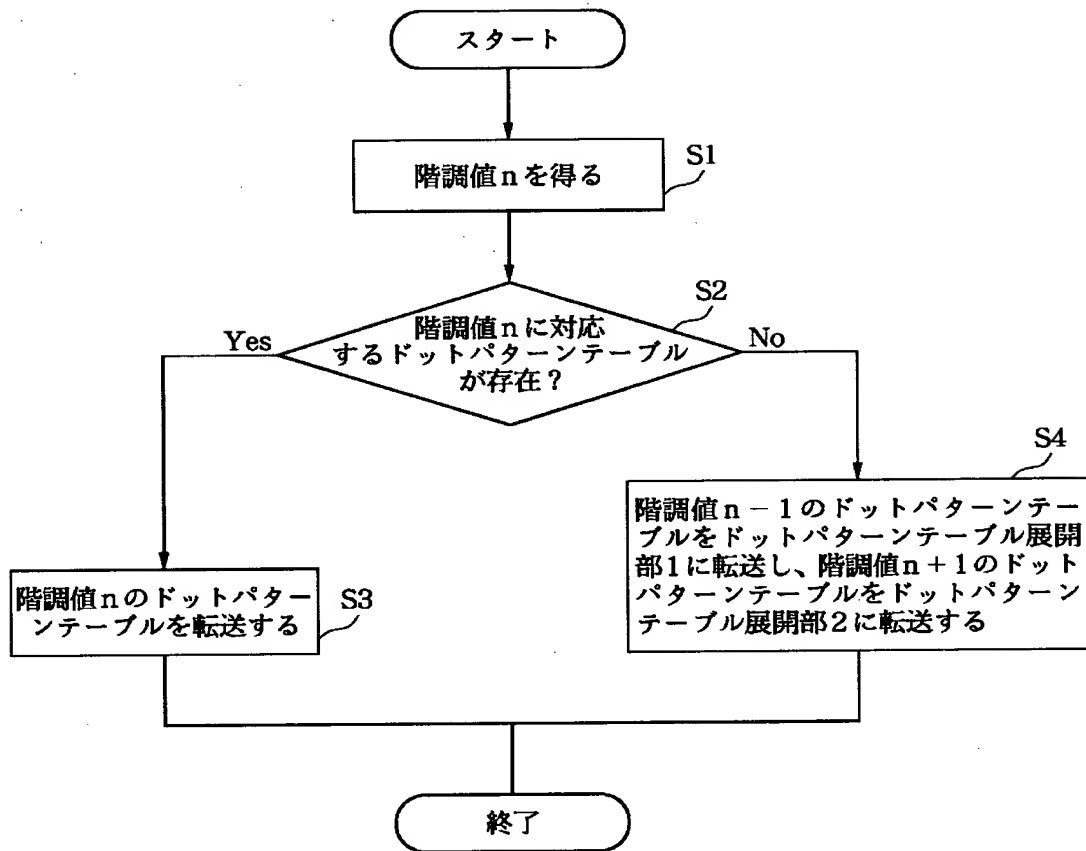 スタート
階調値nを得る
S1
S2
階調値nに対応
するドットパターンテーブル
が存在？
Yes
No
S4
階調値n－1のドットパターンテー
ブルをドットパターンテーブル展開
部1に転送し、階調値n＋1のドット
パターンテーブルをドットパターン
テーブル展開部2に転送する
階調値nのドットパター
ンテーブルを転送する
S3
終了